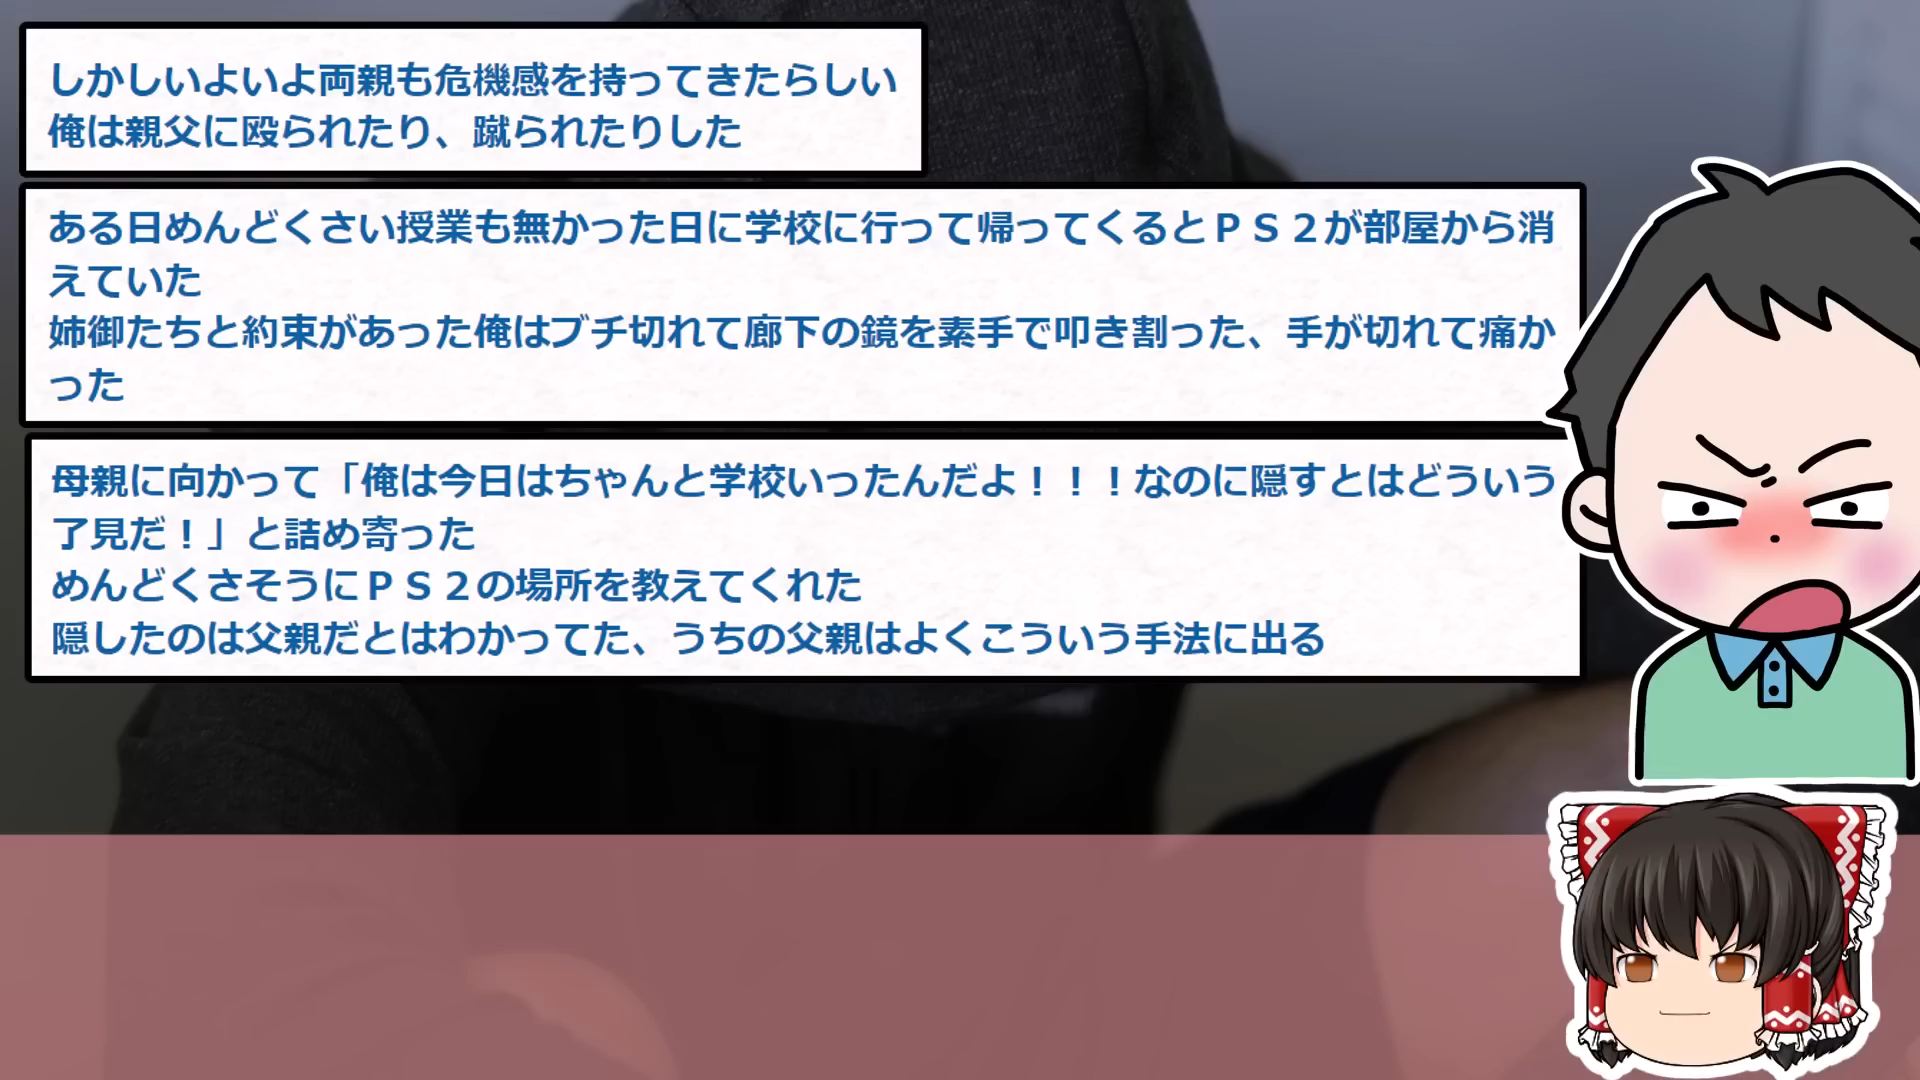 しかしいよいよ両親も危機感を持ってきたらしい
俺は親父に殴られたり、蹴られたりした
ある日めんどくさい授業も無かった日に学校に行って帰ってくるとＰＳ２が部屋から消
えていた
姉御たちと約束があった俺はブチ切れて廊下の鏡を素手で叩き割った、手が切れて痛か
った
母親に向かって「俺は今日はちゃんと学校いったんだよ！！！なのに隠すとはどういう
了見だ！」と詰め寄った
めんどくさそうにＰＳ２の場所を教えてくれた
隠したのは父親だとはわかってた、うちの父親はよくこういう手法に出る